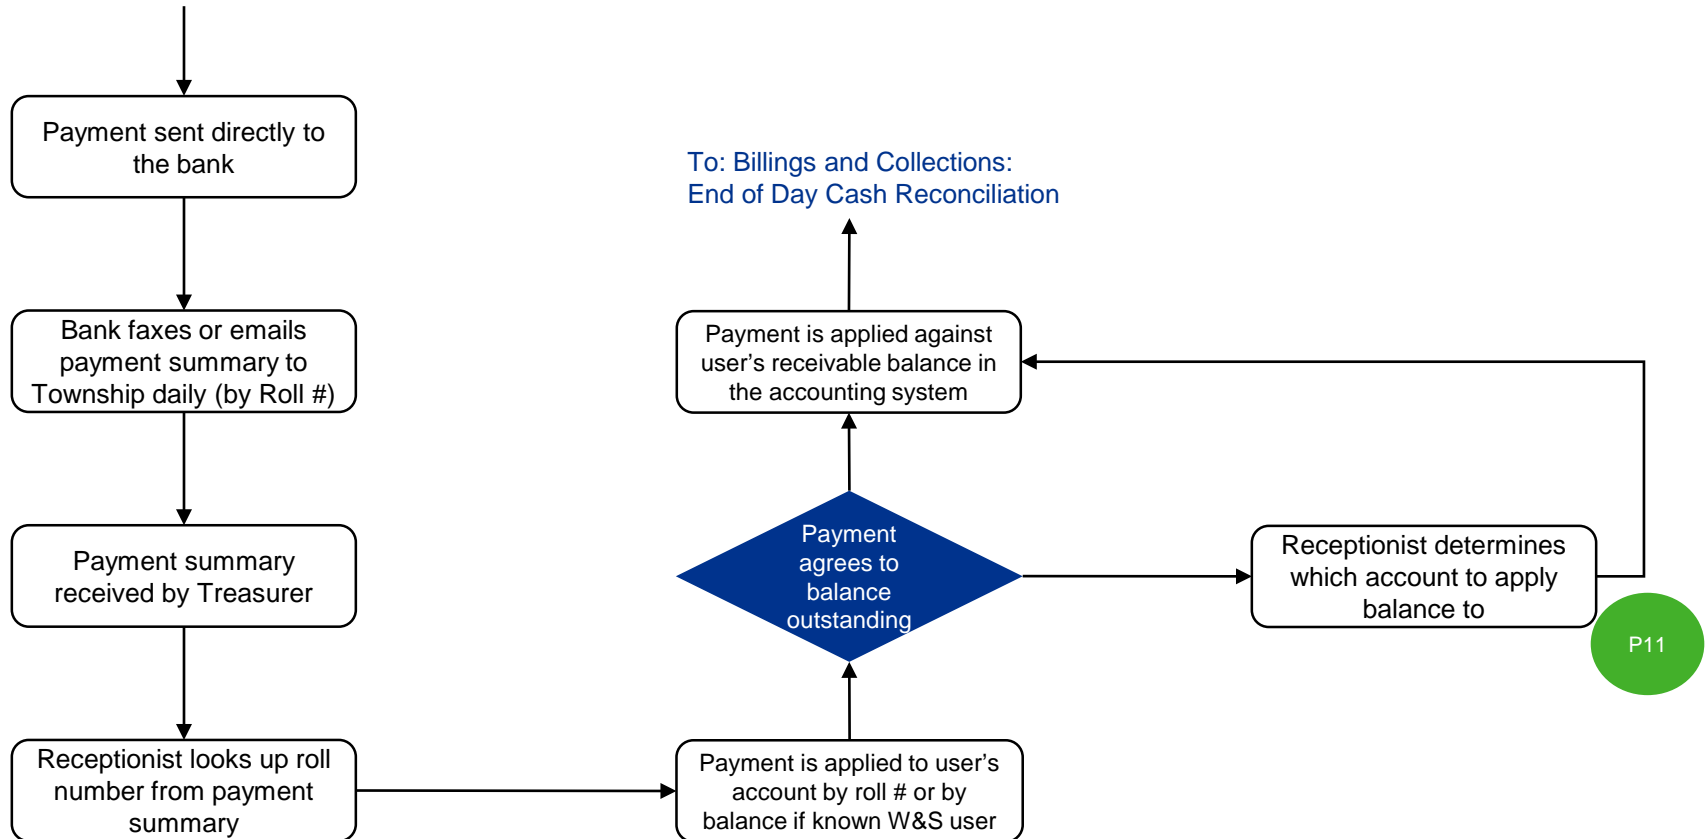 Payment sent directly to
the bank
Bank faxes or emails
payment summary to
Township daily (by Roll #)
Payment summary
received by Treasurer
Receptionist looks up roll
number from payment
summary
To: Billings and Collections:
End of Day Cash Reconciliation
Payment is applied against
user's receivable balance in
the accounting system
Payment
agrees to
balance
outstanding
Payment is applied to user's
account by roll # or by
balance if known W&S user
Receptionist determines
which account to apply
balance to
P11